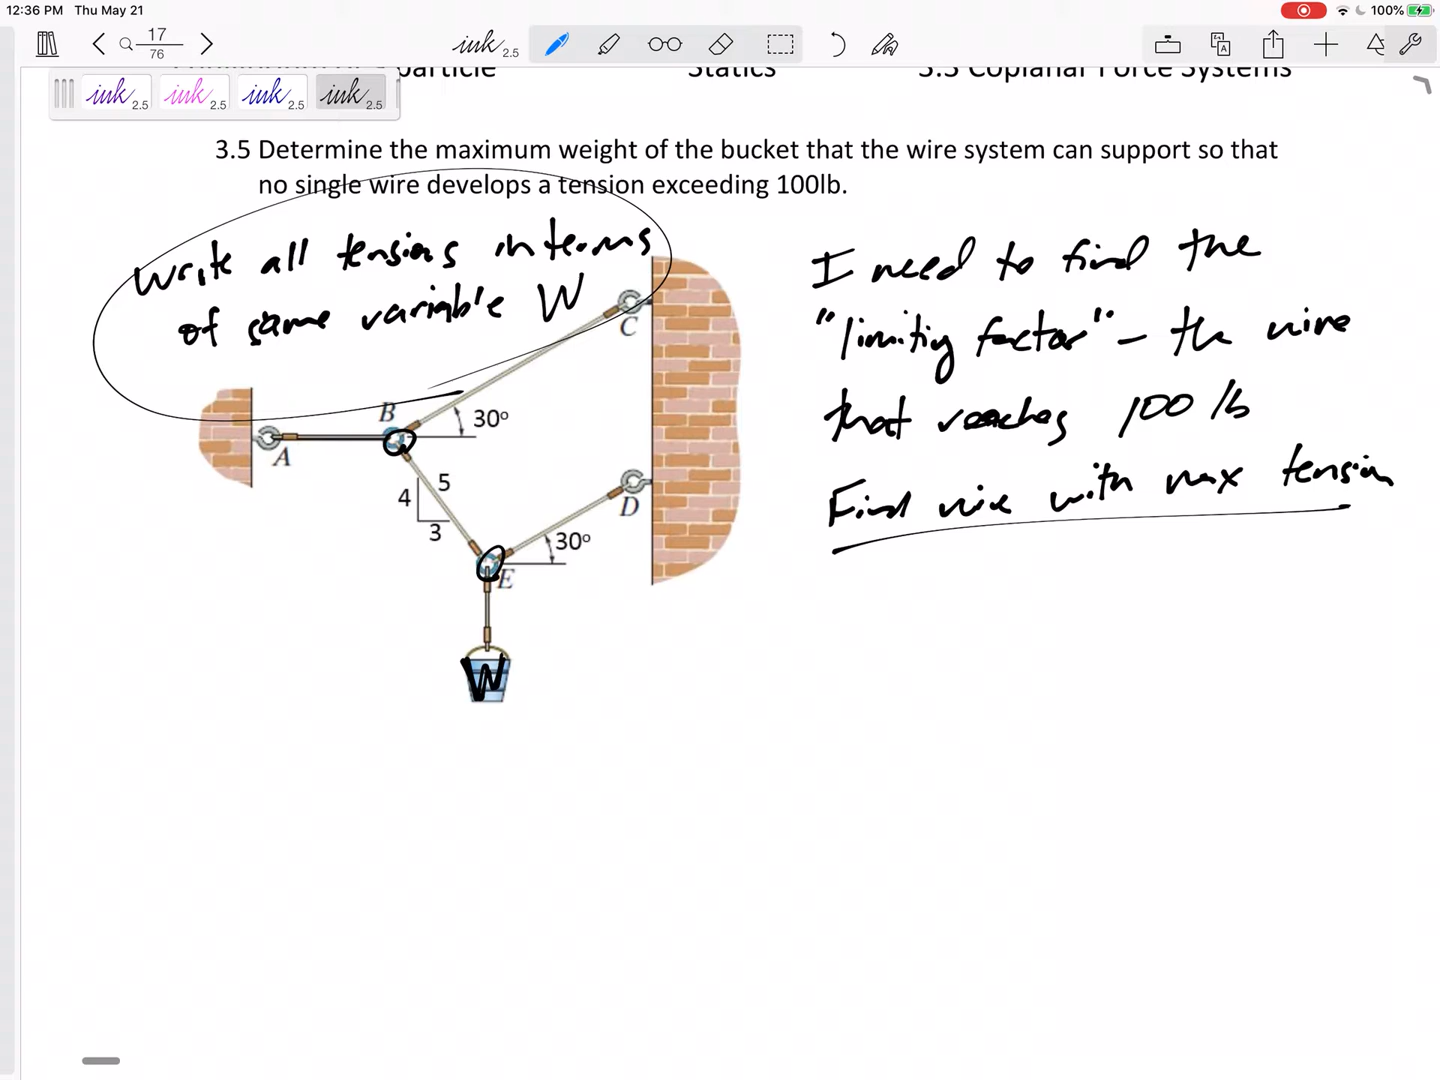 12:36 PM Thu May 21
100%
17
76
ink 2.5
ink 2.5
ink 2.5
ink 2.5
ink 2.5
particle
Statics
3.3 Coplanar Force Systems
3.5 Determine the maximum weight of the bucket that the wire system can support so that
no single wire develops a tension exceeding 100lb.
Write all tensions in terms
of same variable W
I need to find the
"limiting factor" – the wire
that reaches 100 lb
Find wire with max tension
C
B
30º
A
5
4
3
D
30º
E
W